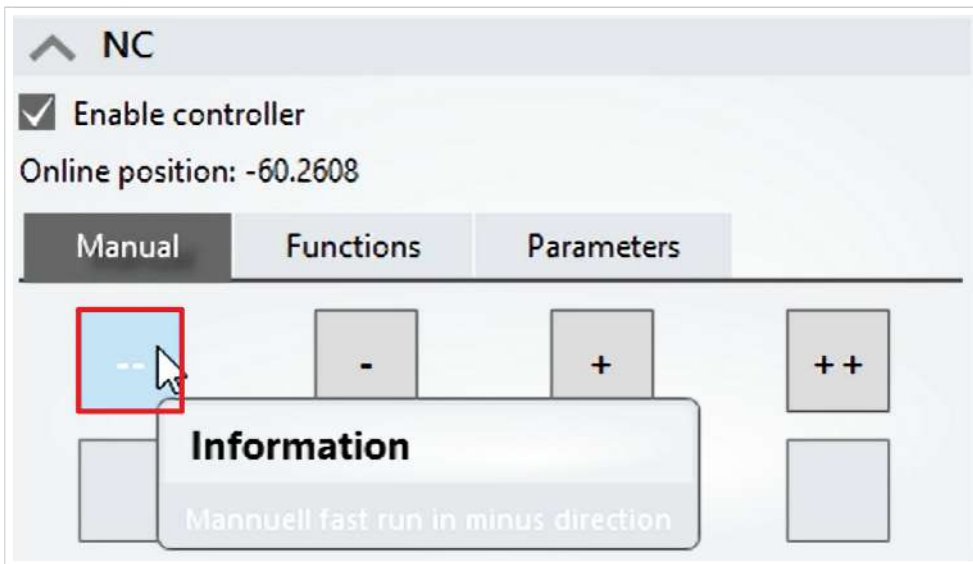 NC
Enable controller
Online position: -60.2608
Manual Functions Parameters
-- - + ++
Information
Mannuell fast run in minus direction